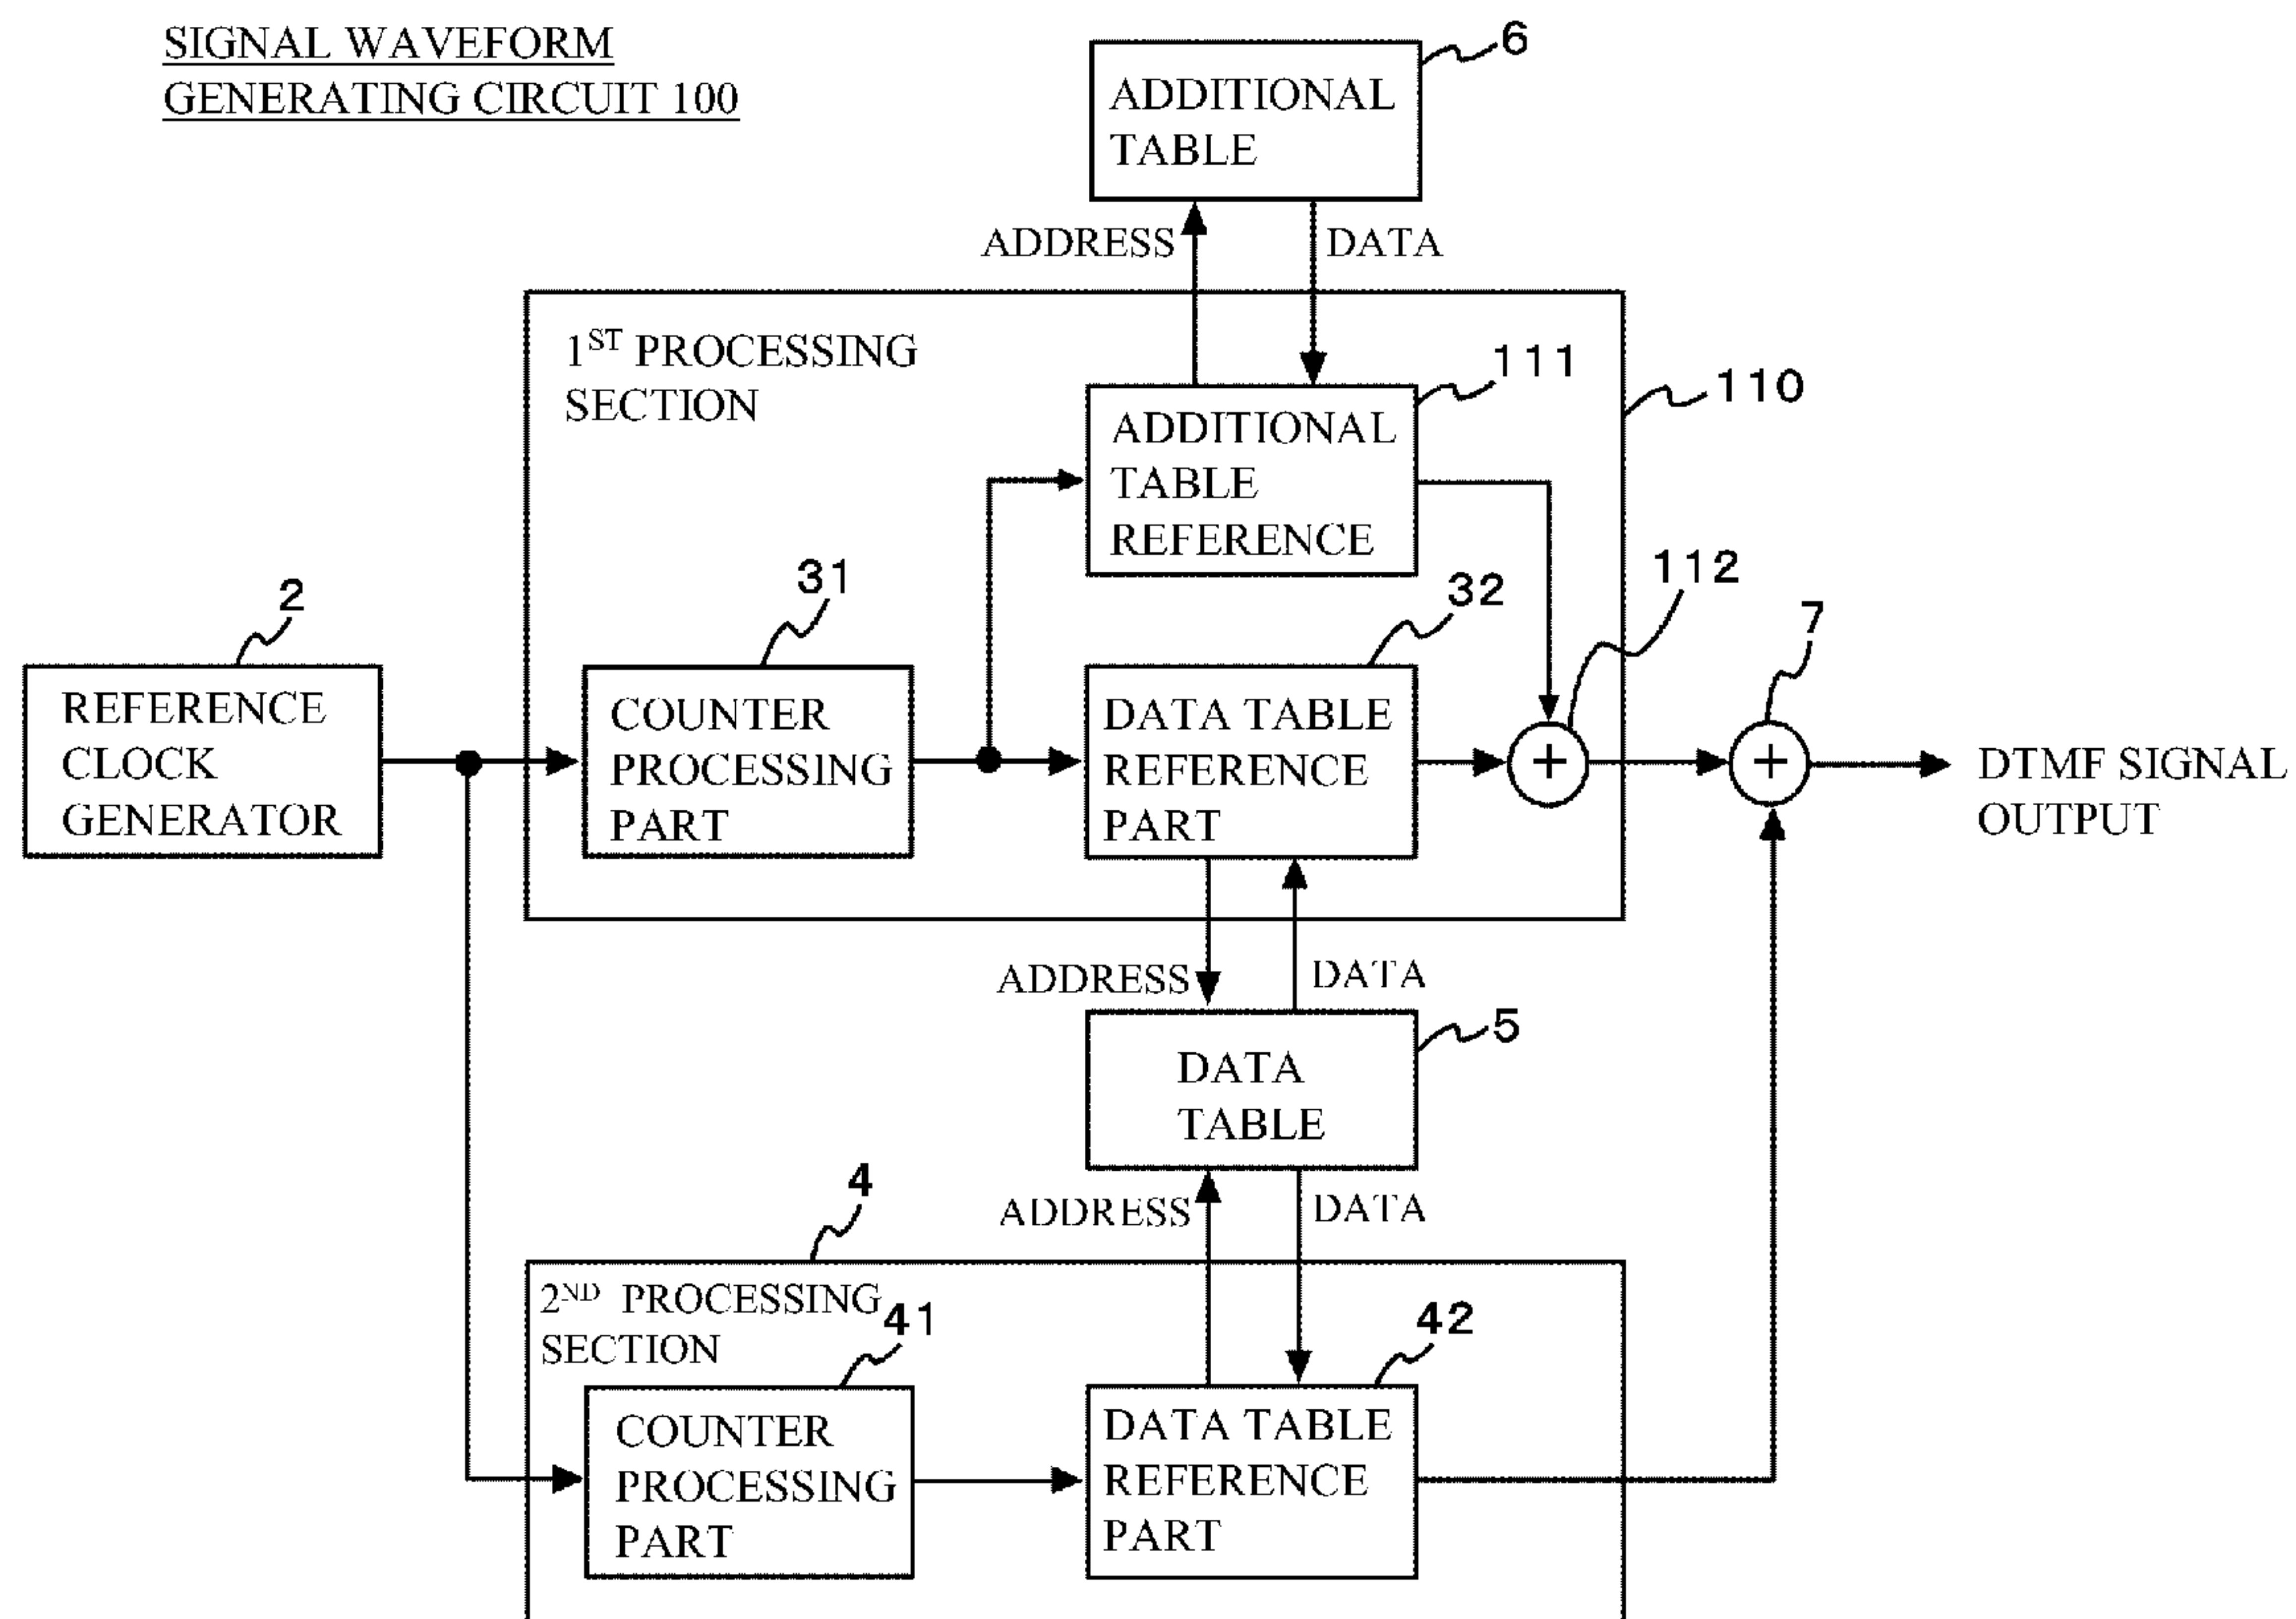 SIGNAL WAVEFORM
GENERATING CIRCUIT 100
6
ADDITIONAL
TABLE
ADDRESS
DATA
1ST PROCESSING
SECTION
111
110
ADDITIONAL
TABLE
REFERENCE
2
31
32
112
7
REFERENCE
CLOCK
GENERATOR
COUNTER
PROCESSING
PART
DATA TABLE
REFERENCE
PART
+
+
DTMF SIGNAL
OUTPUT
ADDRESS
DATA
5
DATA
TABLE
4
ADDRESS
DATA
2ND PROCESSING
SECTION
41
42
COUNTER
PROCESSING
PART
DATA TABLE
REFERENCE
PART